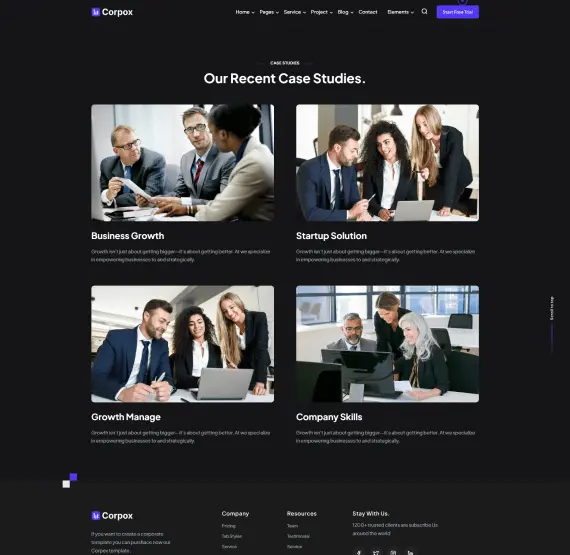 Corpox
Home Pages Service Project Blog Contact Elements Start Free Trial
CASE STUDIES
Our Recent Case Studies.
Business Growth
Growth isn't just about getting bigger—it's about getting better. At we specialize
in empowering businesses to and strategically.
Startup Solution
Growth isn't just about getting bigger—it's about getting better. At we specialize
in empowering businesses to and strategically.
Scroll to top
Growth Manage
Growth isn't just about getting bigger—it's about getting better. At we specialize
in empowering businesses to and strategically.
Company Skills
Growth isn't just about getting bigger—it's about getting better. At we specialize
in empowering businesses to and strategically.
Corpox
If you want to create a corporate
template you can purchase now our
Corpox template.
Company
Pricing
Tab Styles
Service
Resources
Team
Testimonial
Service
Stay With Us.
1200+ trusted clients are subscribe Us
around the world